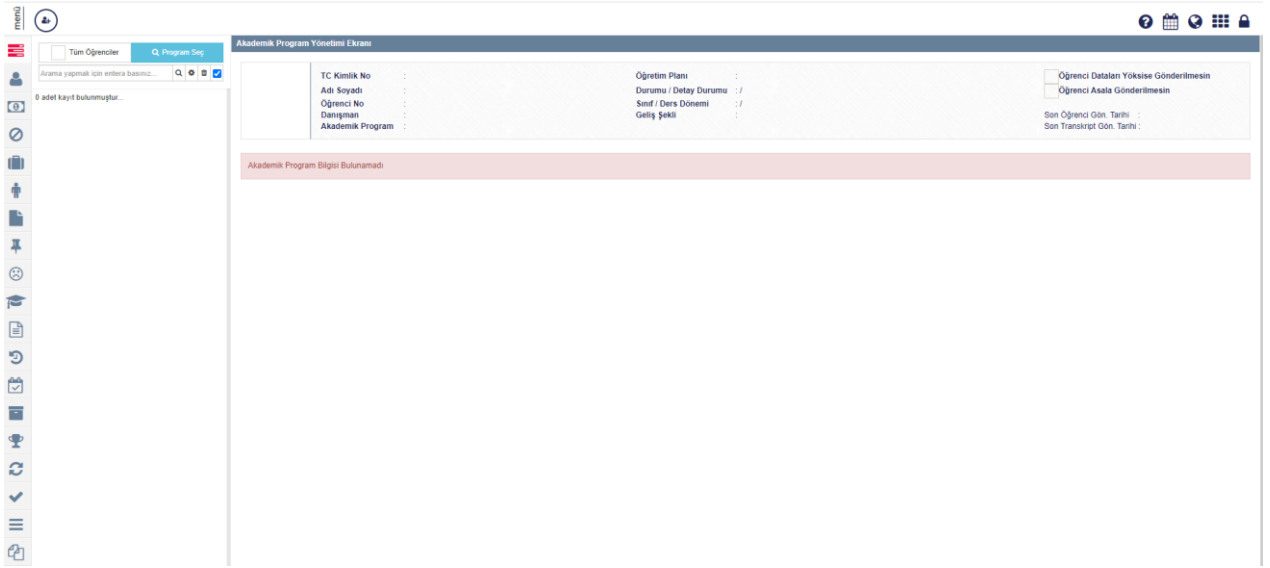 menü
Tüm Öğrenciler
Program Seç
Arama yapmak için entera basınız...
0 adet kayıt bulunmuştur...
Akademik Program Yönetimi Ekranı
TC Kimlik No :
Adı Soyadı :
Öğrenci No :
Danışman :
Akademik Program :
Öğretim Planı :
Durumu / Detay Durumu : /
Sınıf / Ders Dönemi : /
Geliş Şekli :
Öğrenci Dataları Yöksise Gönderilmesin
Öğrenci Asala Gönderilmesin
Son Öğrenci Gön. Tarihi :
Son Transkript Gön. Tarihi :
Akademik Program Bilgisi Bulunamadı